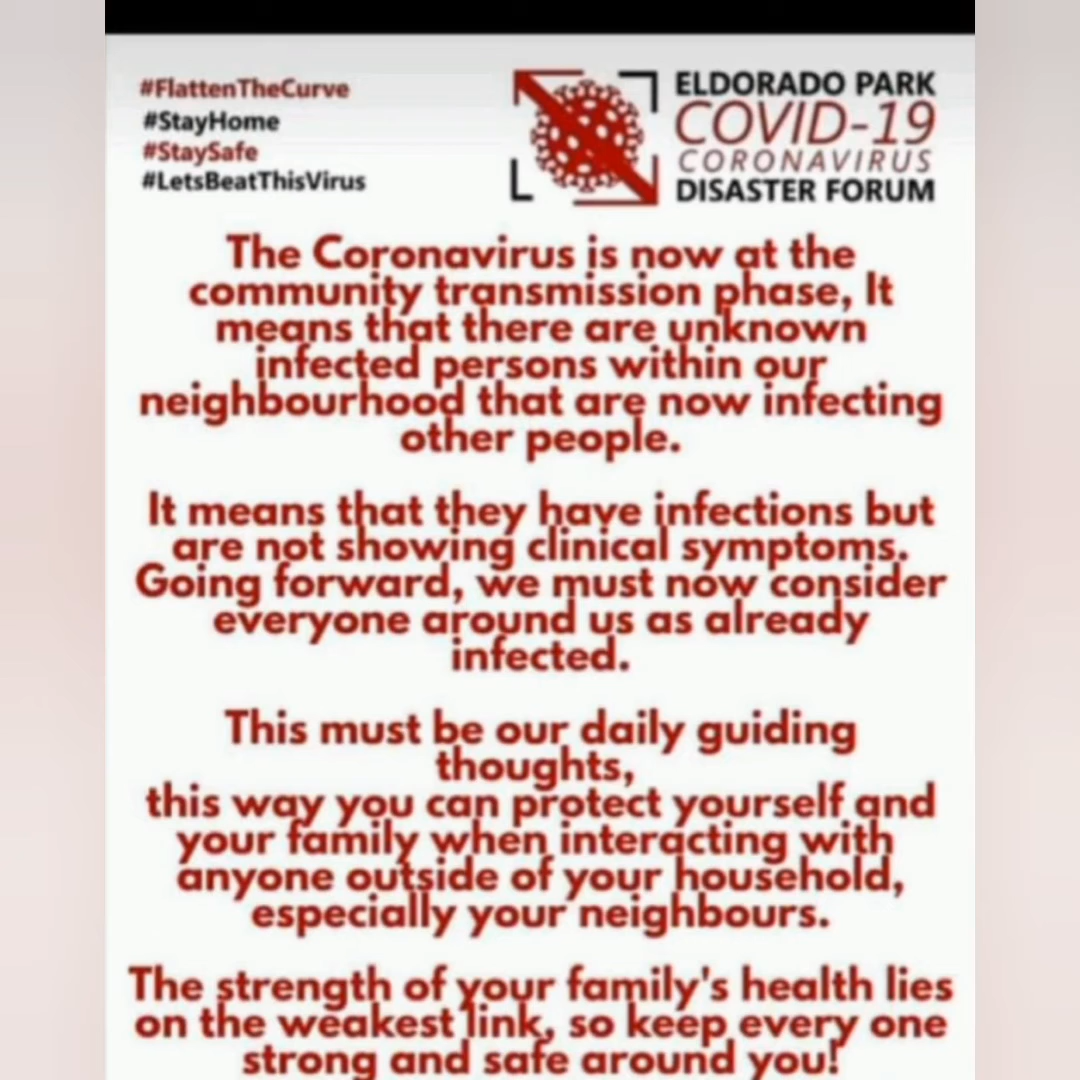 #FlattenTheCurve
#StayHome
#StaySafe
#LetsBeatThisVirus
ELDORADO PARK
COVID-19
CORONAVIRUS
DISASTER FORUM
The Coronavirus is now at the
community transmission phase, It
means that there are unknown
infected persons within our
neighbourhood that are now infecting
other people.
It means that they have infections but
are not showing clinical symptoms.
Going forward, we must now consider
everyone around us as already
infected.
This must be our daily guiding
thoughts,
this way you can protect yourself and
your family when interacting with
anyone outside of your household,
especially your neighbours.
The strength of your family's health lies
on the weakest link, so keep every one
strong and safe around you!